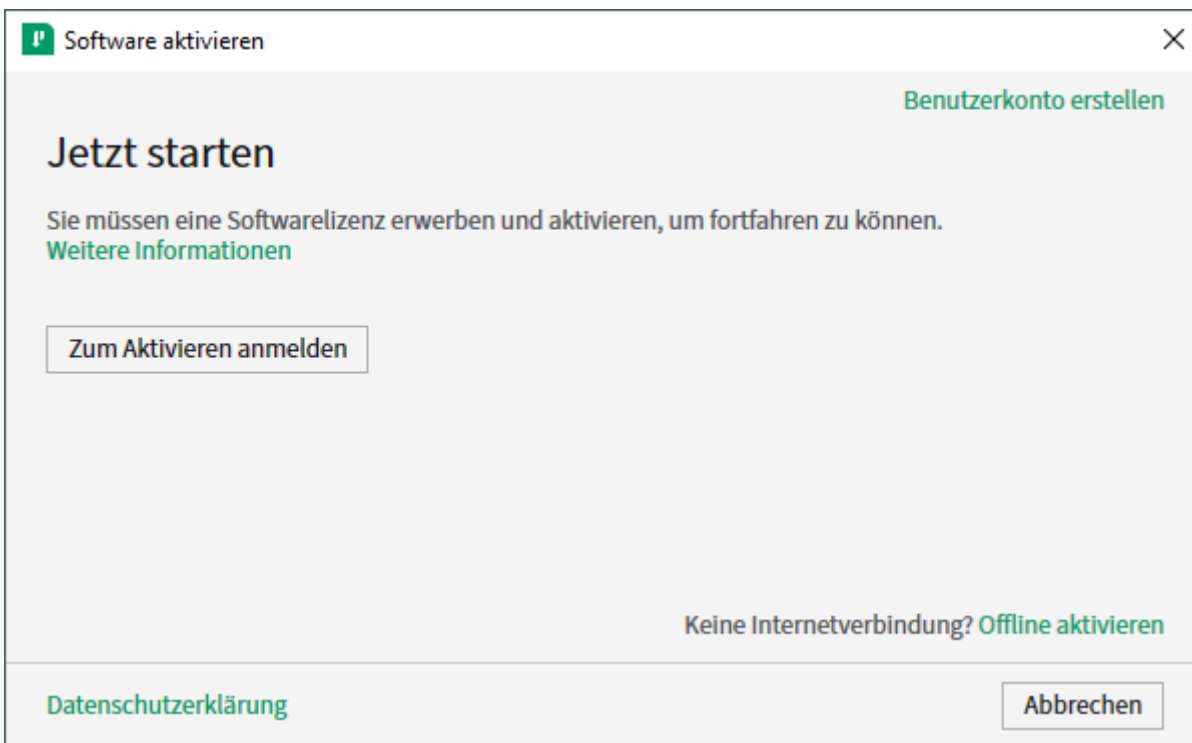 Software aktivieren
Benutzerkonto erstellen
Jetzt starten
Sie müssen eine Softwarelizenz erwerben und aktivieren, um fortfahren zu können.
Weitere Informationen
Zum Aktivieren anmelden
Keine Internetverbindung? Offline aktivieren
Datenschutzerklärung
Abbrechen